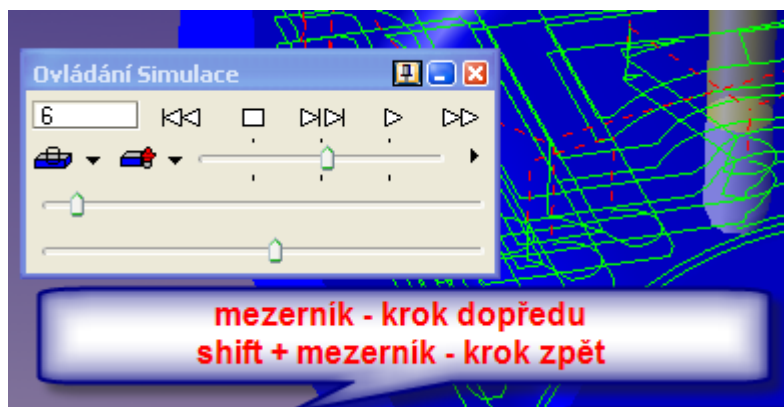 Ovládání Simulace
6
mezerník - krok dopředu
shift + mezerník - krok zpět